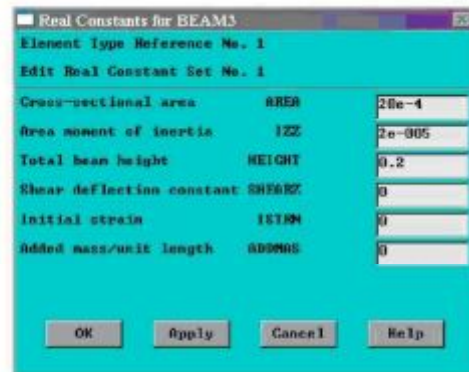 Real Constants for BEAM3
Element Type Reference No. 1
Edit Real Constant Set No. 1
Cross-sectional area AREA 20e-4
Area moment of inertia IZZ 2e-005
Total beam height HEIGHT 0.2
Shear deflection constant SHEARZ 0
Initial strain ISTRN 0
Added mass/unit length ADDMAS 0
OK Apply Cancel Help